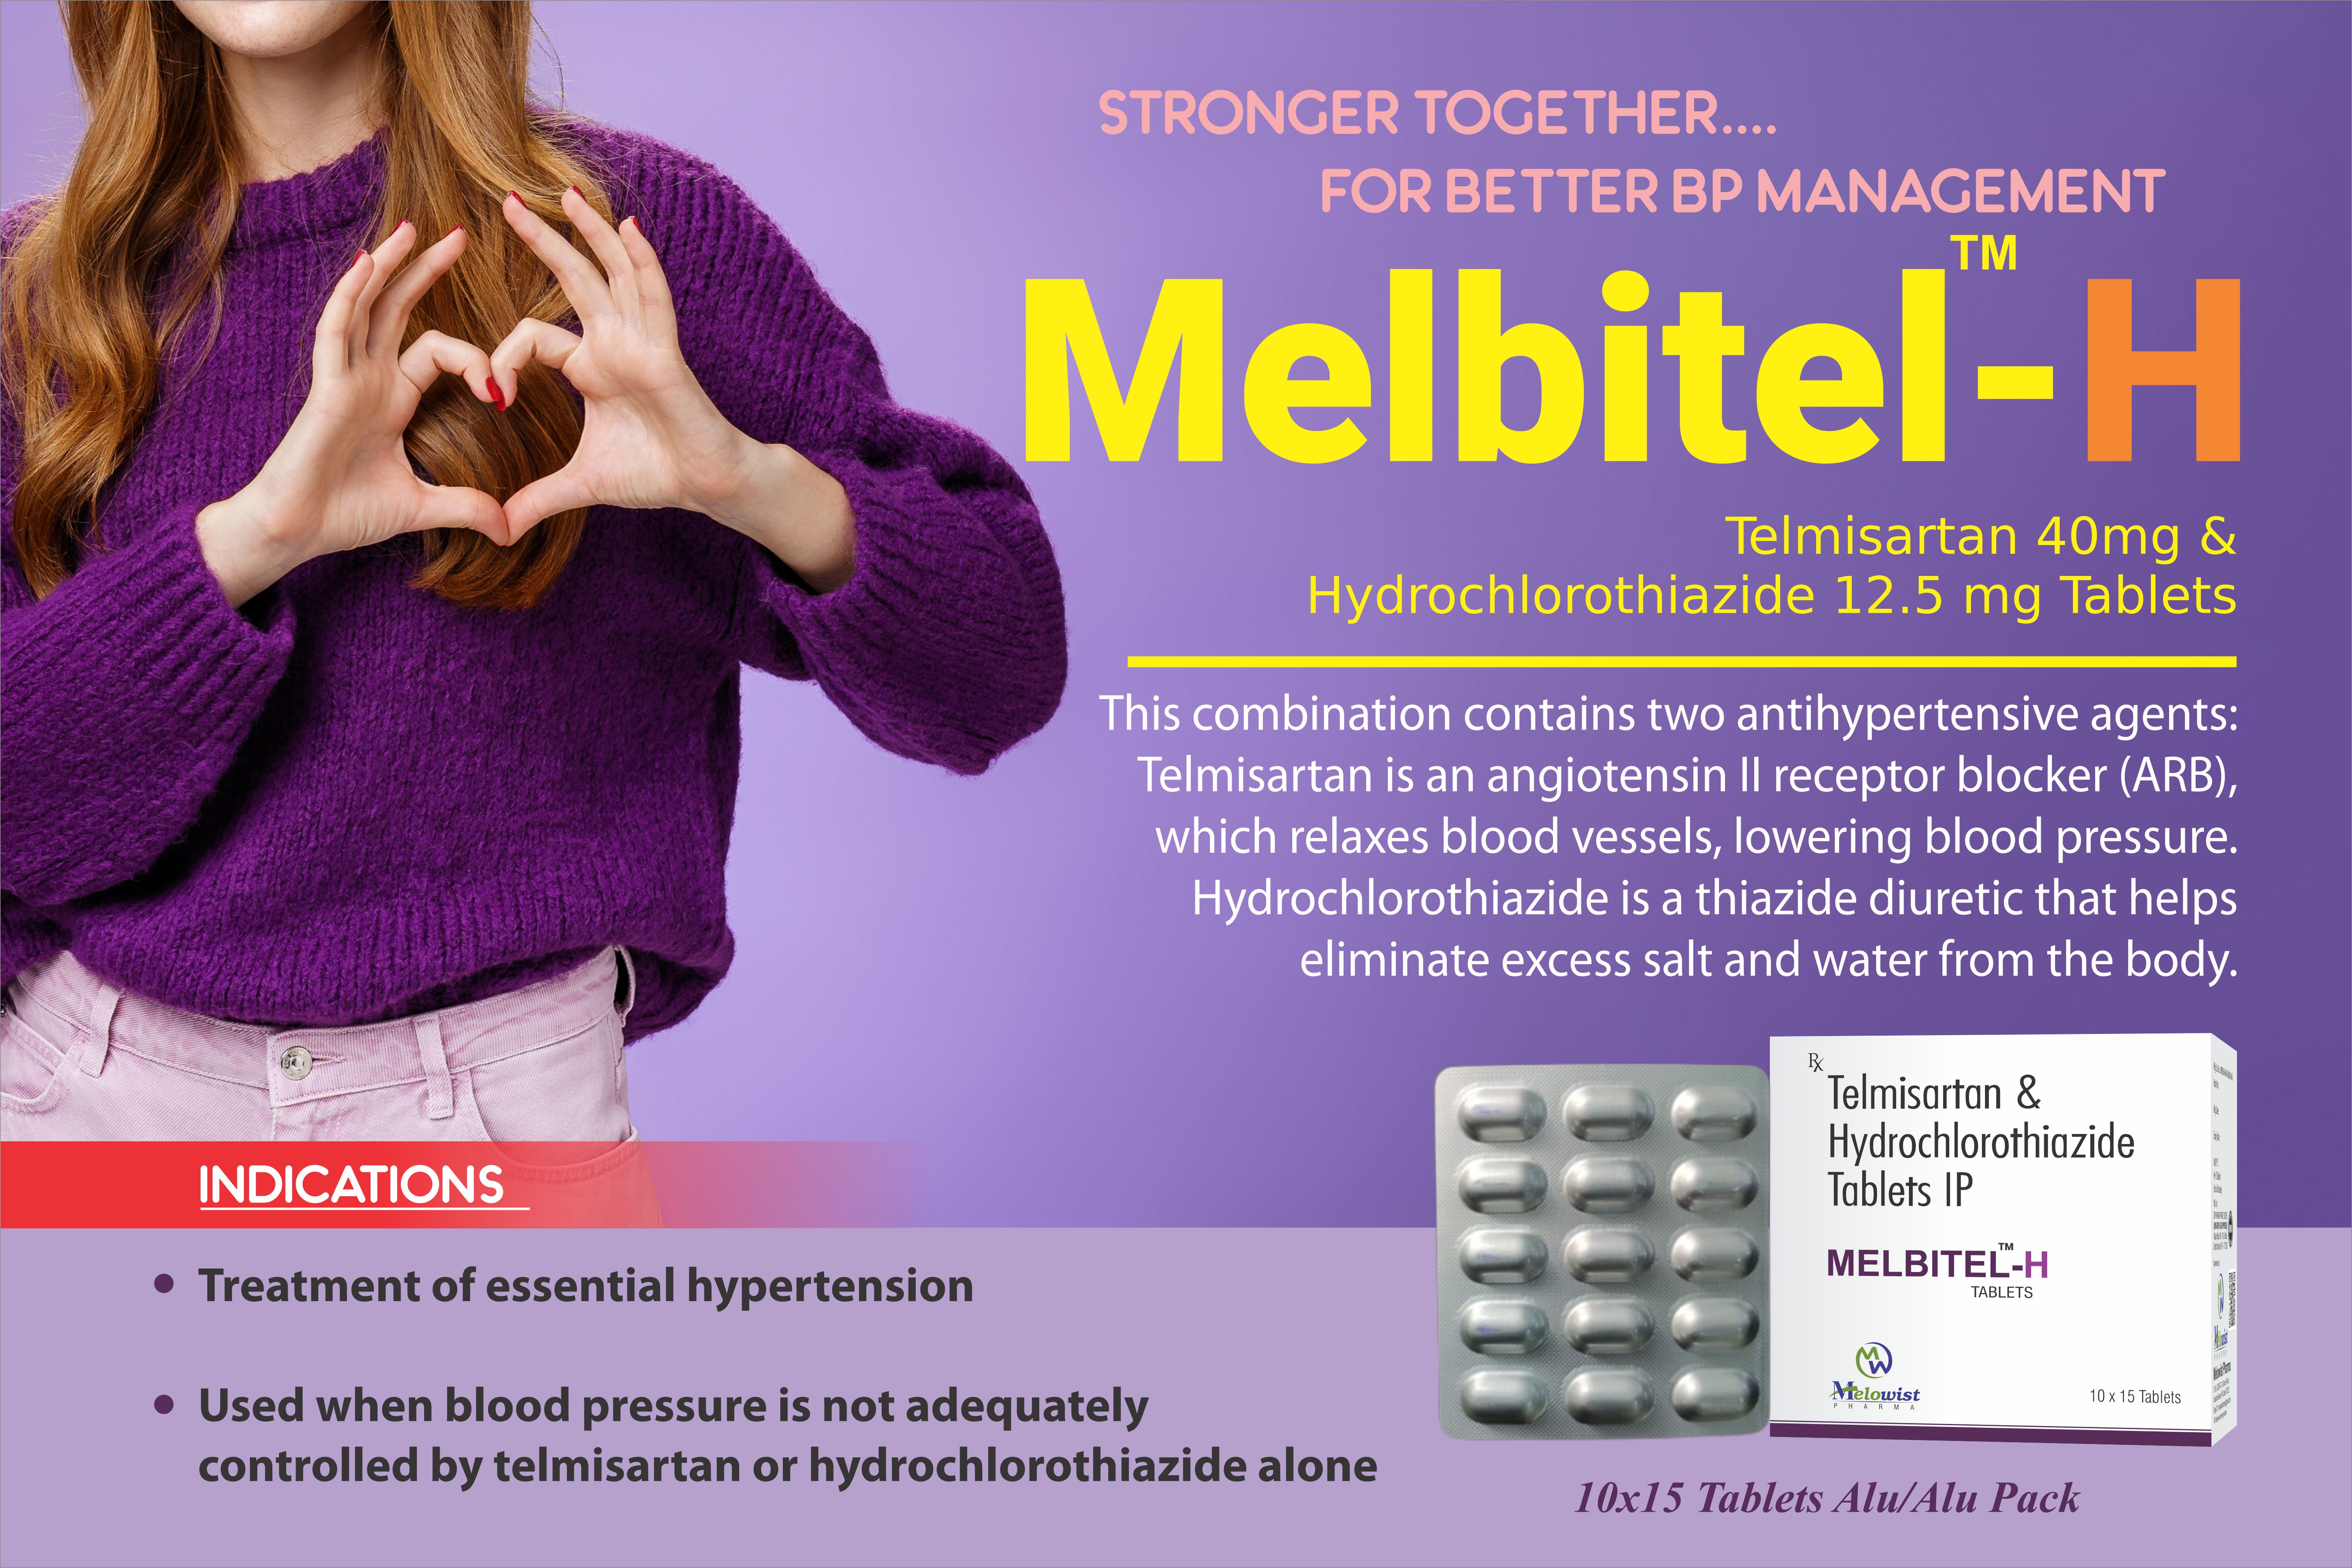 STRONGER TOGETHER....
FOR BETTER BP MANAGEMENT
Melbitel™-H
Telmisartan 40mg &
Hydrochlorothiazide 12.5 mg Tablets
This combination contains two antihypertensive agents:
Telmisartan is an angiotensin II receptor blocker (ARB),
which relaxes blood vessels, lowering blood pressure.
Hydrochlorothiazide is a thiazide diuretic that helps
eliminate excess salt and water from the body.
INDICATIONS
• Treatment of essential hypertension
• Used when blood pressure is not adequately
controlled by telmisartan or hydrochlorothiazide alone
Rx
Telmisartan &
Hydrochlorothiazide
Tablets IP
MELBITEL™-H
TABLETS
MW
Melowist
PHARMA
10 x 15 Tablets
10x15 Tablets Alu/Alu Pack